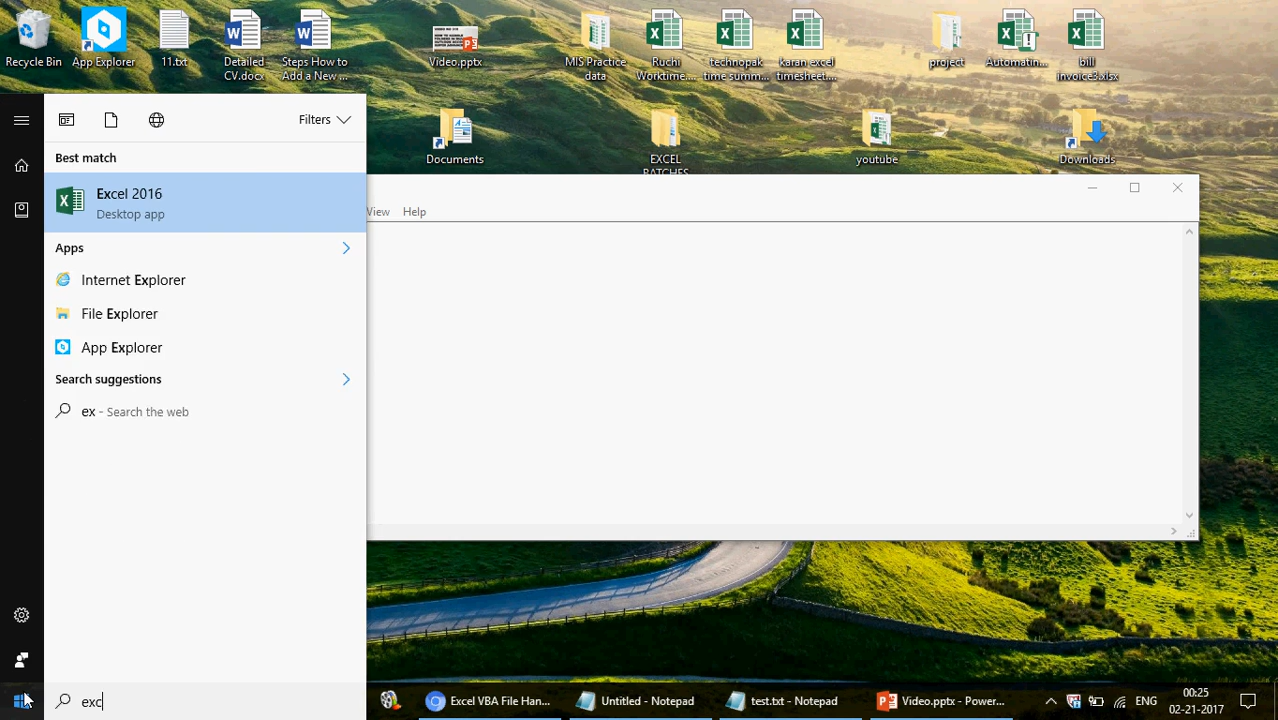 Recycle Bin
App Explorer
11.txt
Detailed
CV.docx
Steps How to
Add a New ...
Video.pptx
MIS Practice
data
Ruchi
Worktime....
technopak
time summ...
karan excel
timesheet....
project
Automatin...
bill
invoice3.xlsx
Documents
EXCEL
BATCHES
youtube
Downloads
Filters
Best match
Excel 2016
Desktop app
View Help
Apps
Internet Explorer
File Explorer
App Explorer
Search suggestions
ex - Search the web
exc
Excel VBA File Han...
Untitled - Notepad
test.txt - Notepad
Video.pptx - Power...
ENG
00:25
02-21-2017